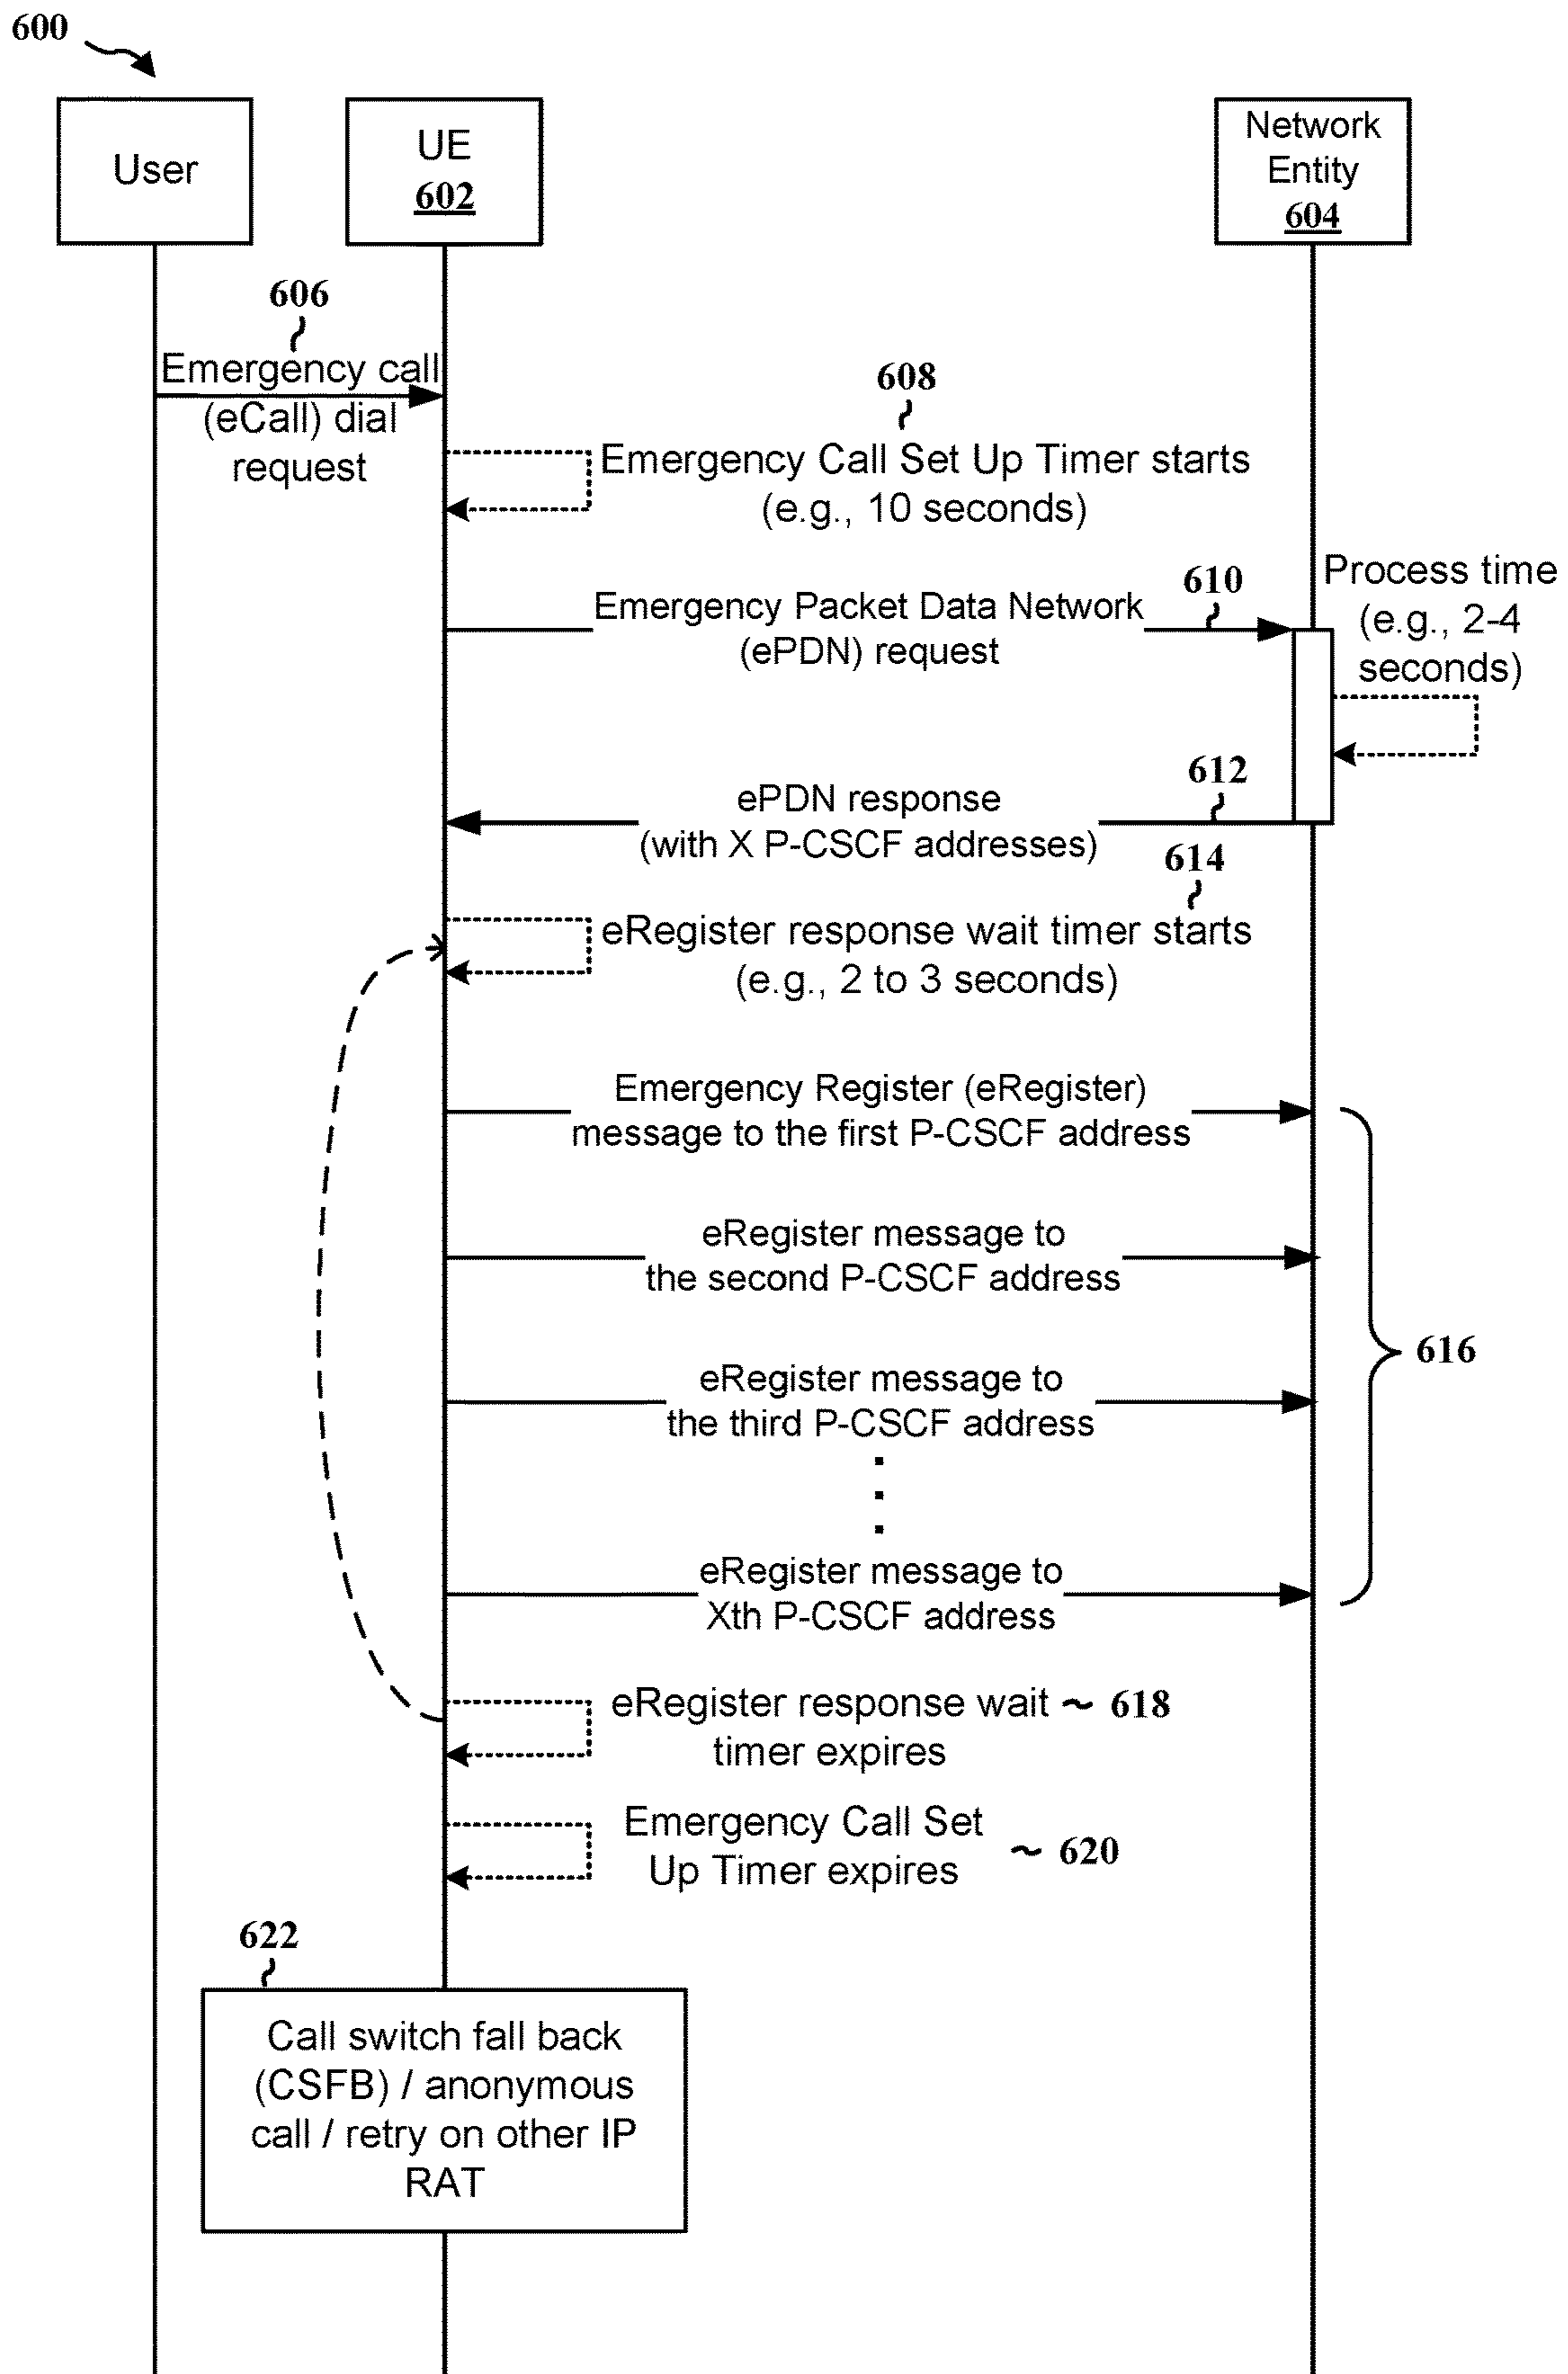 600
User
UE
602
Network
Entity
604
606
Emergency call
(eCall) dial
request
608
Emergency Call Set Up Timer starts
(e.g., 10 seconds)
610
Emergency Packet Data Network
(ePDN) request
Process time
(e.g., 2-4
seconds)
612
ePDN response
(with X P-CSCF addresses)
614
eRegister response wait timer starts
(e.g., 2 to 3 seconds)
Emergency Register (eRegister)
message to the first P-CSCF address
eRegister message to
the second P-CSCF address
616
eRegister message to
the third P-CSCF address
eRegister message to
Xth P-CSCF address
eRegister response wait
timer expires
618
Emergency Call Set
Up Timer expires
620
622
Call switch fall back
(CSFB) / anonymous
call / retry on other IP
RAT